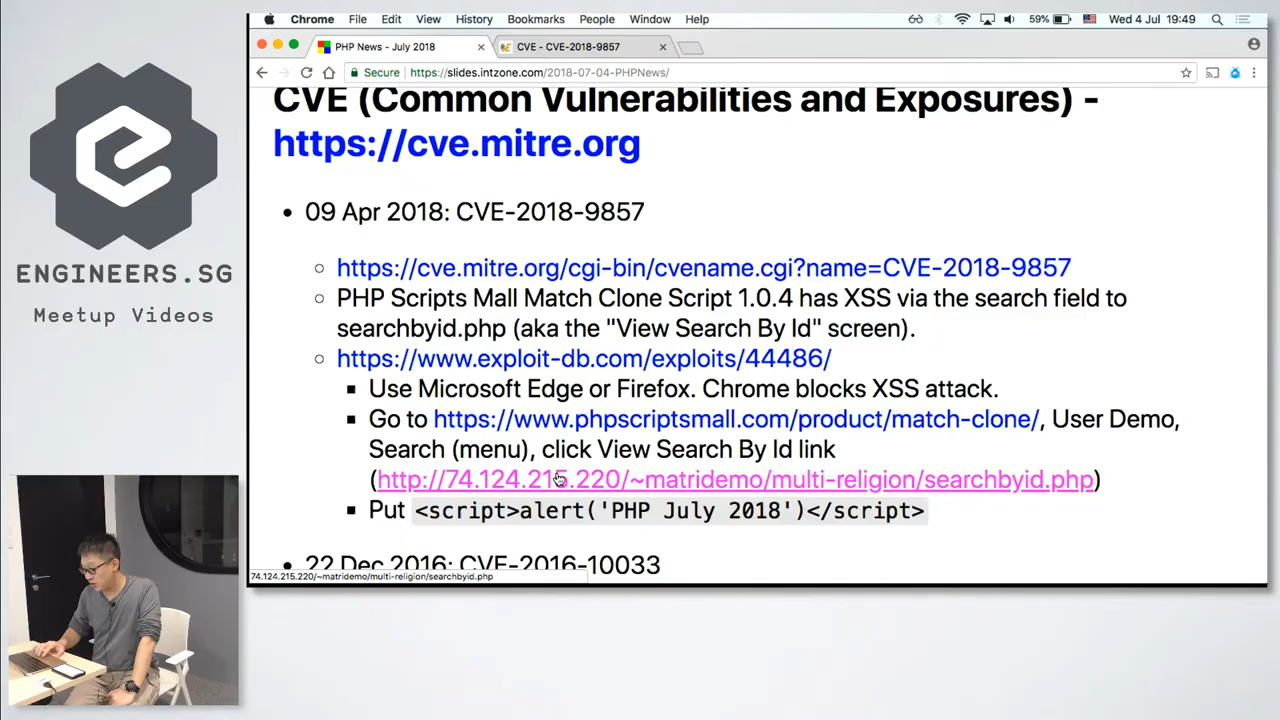 Chrome File Edit View History Bookmarks People Window Help 59% Wed 4 Jul 19:49
PHP News - July 2018
CVE - CVE-2018-9857
Secure https://slides.intzone.com/2018-07-04-PHPNews/
CVE (Common Vulnerabilities and Exposures) -
https://cve.mitre.org
• 09 Apr 2018: CVE-2018-9857
https://cve.mitre.org/cgi-bin/cvename.cgi?name=CVE-2018-9857
PHP Scripts Mall Match Clone Script 1.0.4 has XSS via the search field to
searchbyid.php (aka the "View Search By Id" screen).
https://www.exploit-db.com/exploits/44486/
Use Microsoft Edge or Firefox. Chrome blocks XSS attack.
Go to https://www.phpscriptsmall.com/product/match-clone/, User Demo,
Search (menu), click View Search By Id link
(http://74.124.215.220/~matridemo/multi-religion/searchbyid.php)
Put <script>alert('PHP July 2018')</script>
• 22 Dec 2016: CVE-2016-10033
74.124.215.220/~matridemo/multi-religion/searchbyid.php
ENGINEERS.SG
Meetup Videos